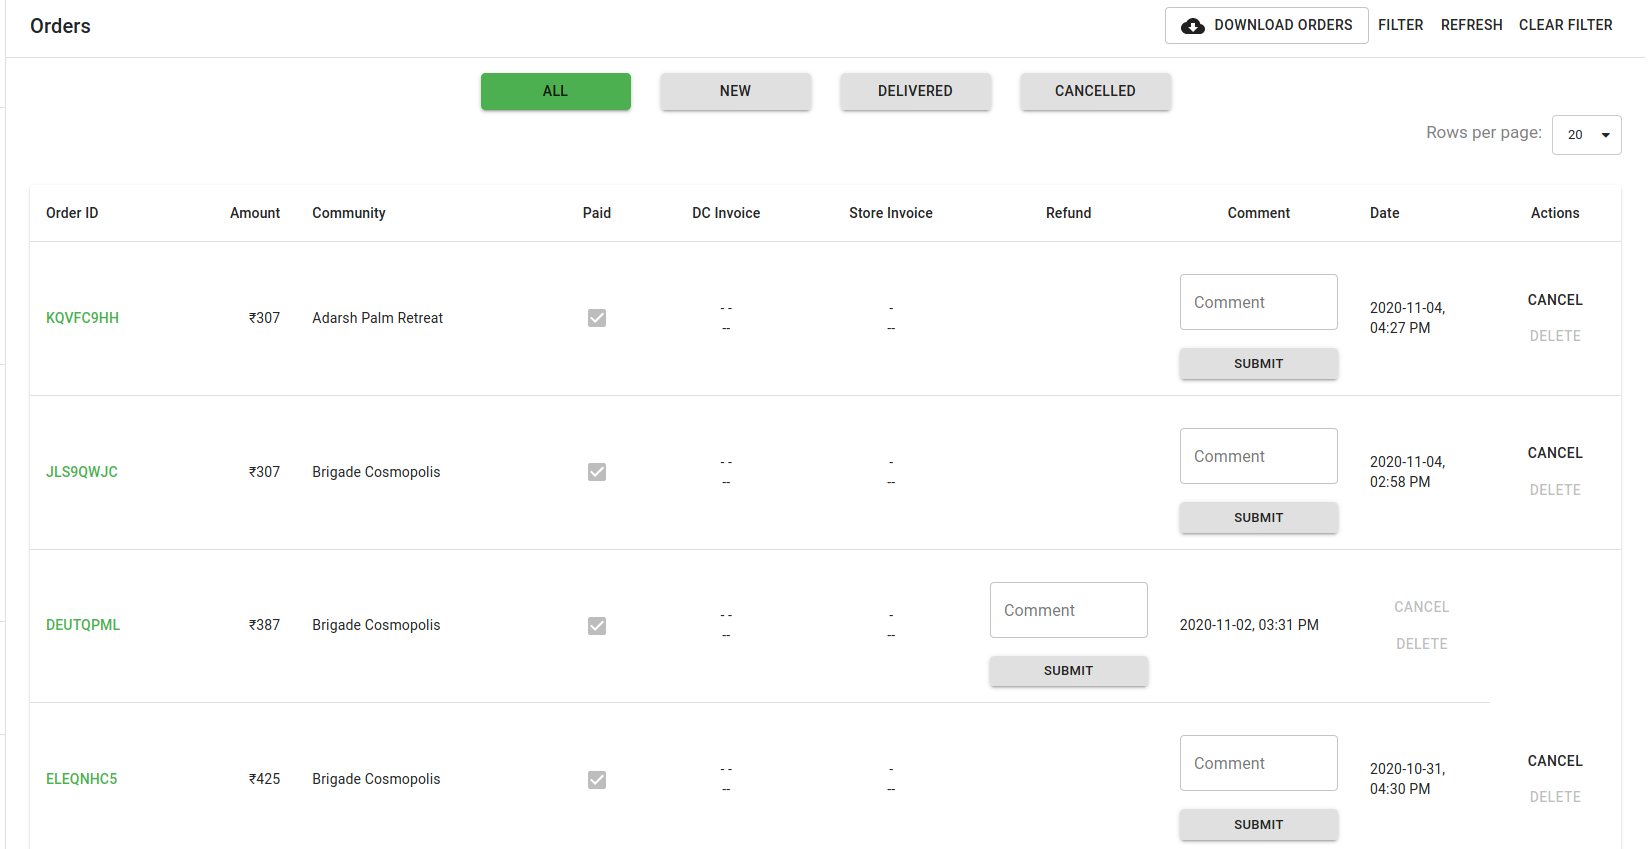 Orders
DOWNLOAD ORDERS FILTER REFRESH CLEAR FILTER
ALL NEW DELIVERED CANCELLED
Rows per page: 20
Order ID Amount Community Paid DC Invoice Store Invoice Refund Comment Date Actions
KQVFC9HH ₹307 Adarsh Palm Retreat - - -- - -- Comment SUBMIT 2020-11-04, 04:27 PM CANCEL DELETE
JLS9QWJC ₹307 Brigade Cosmopolis - - -- - -- Comment SUBMIT 2020-11-04, 02:58 PM CANCEL DELETE
DEUTQPML ₹387 Brigade Cosmopolis - - -- - -- Comment SUBMIT 2020-11-02, 03:31 PM CANCEL DELETE
ELEQNHC5 ₹425 Brigade Cosmopolis - - -- - -- Comment SUBMIT 2020-10-31, 04:30 PM CANCEL DELETE